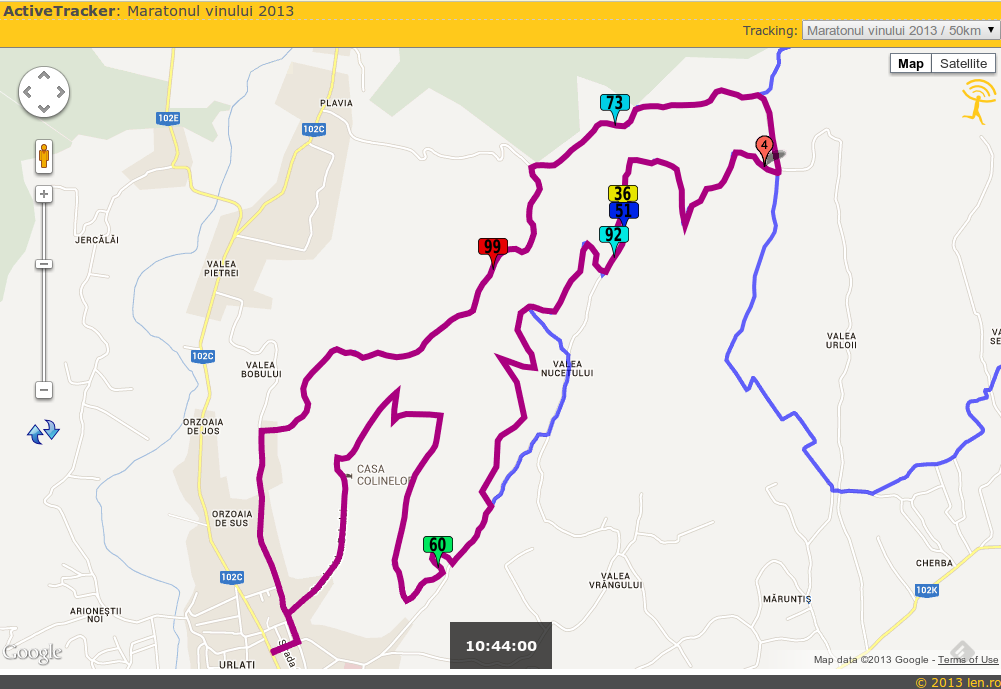 ActiveTracker: Maratonul vinului 2013
Tracking: Maratonul vinului 2013 / 50km
Map Satellite
PLAVIA
102E
102C
73
4
36
51
92
99
JERCĂLĂI
VALEA
PIETREI
102C
VALEA
BOBULUI
VALEA
NUCETULUI
VALEA
URLOII
VA
SE
ORZOAIA
DE JOS
CASA
COLINELOR
ORZOAIA
DE SUS
60
102C
VALEA
VRÂNGULUI
CHERBA
102K
MĂRUNȚIȘ
ARIONEȘTII
NOI
Strada
URLATI
10:44:00
Google
Map data ©2013 Google - Terms of Use
© 2013 len.ro